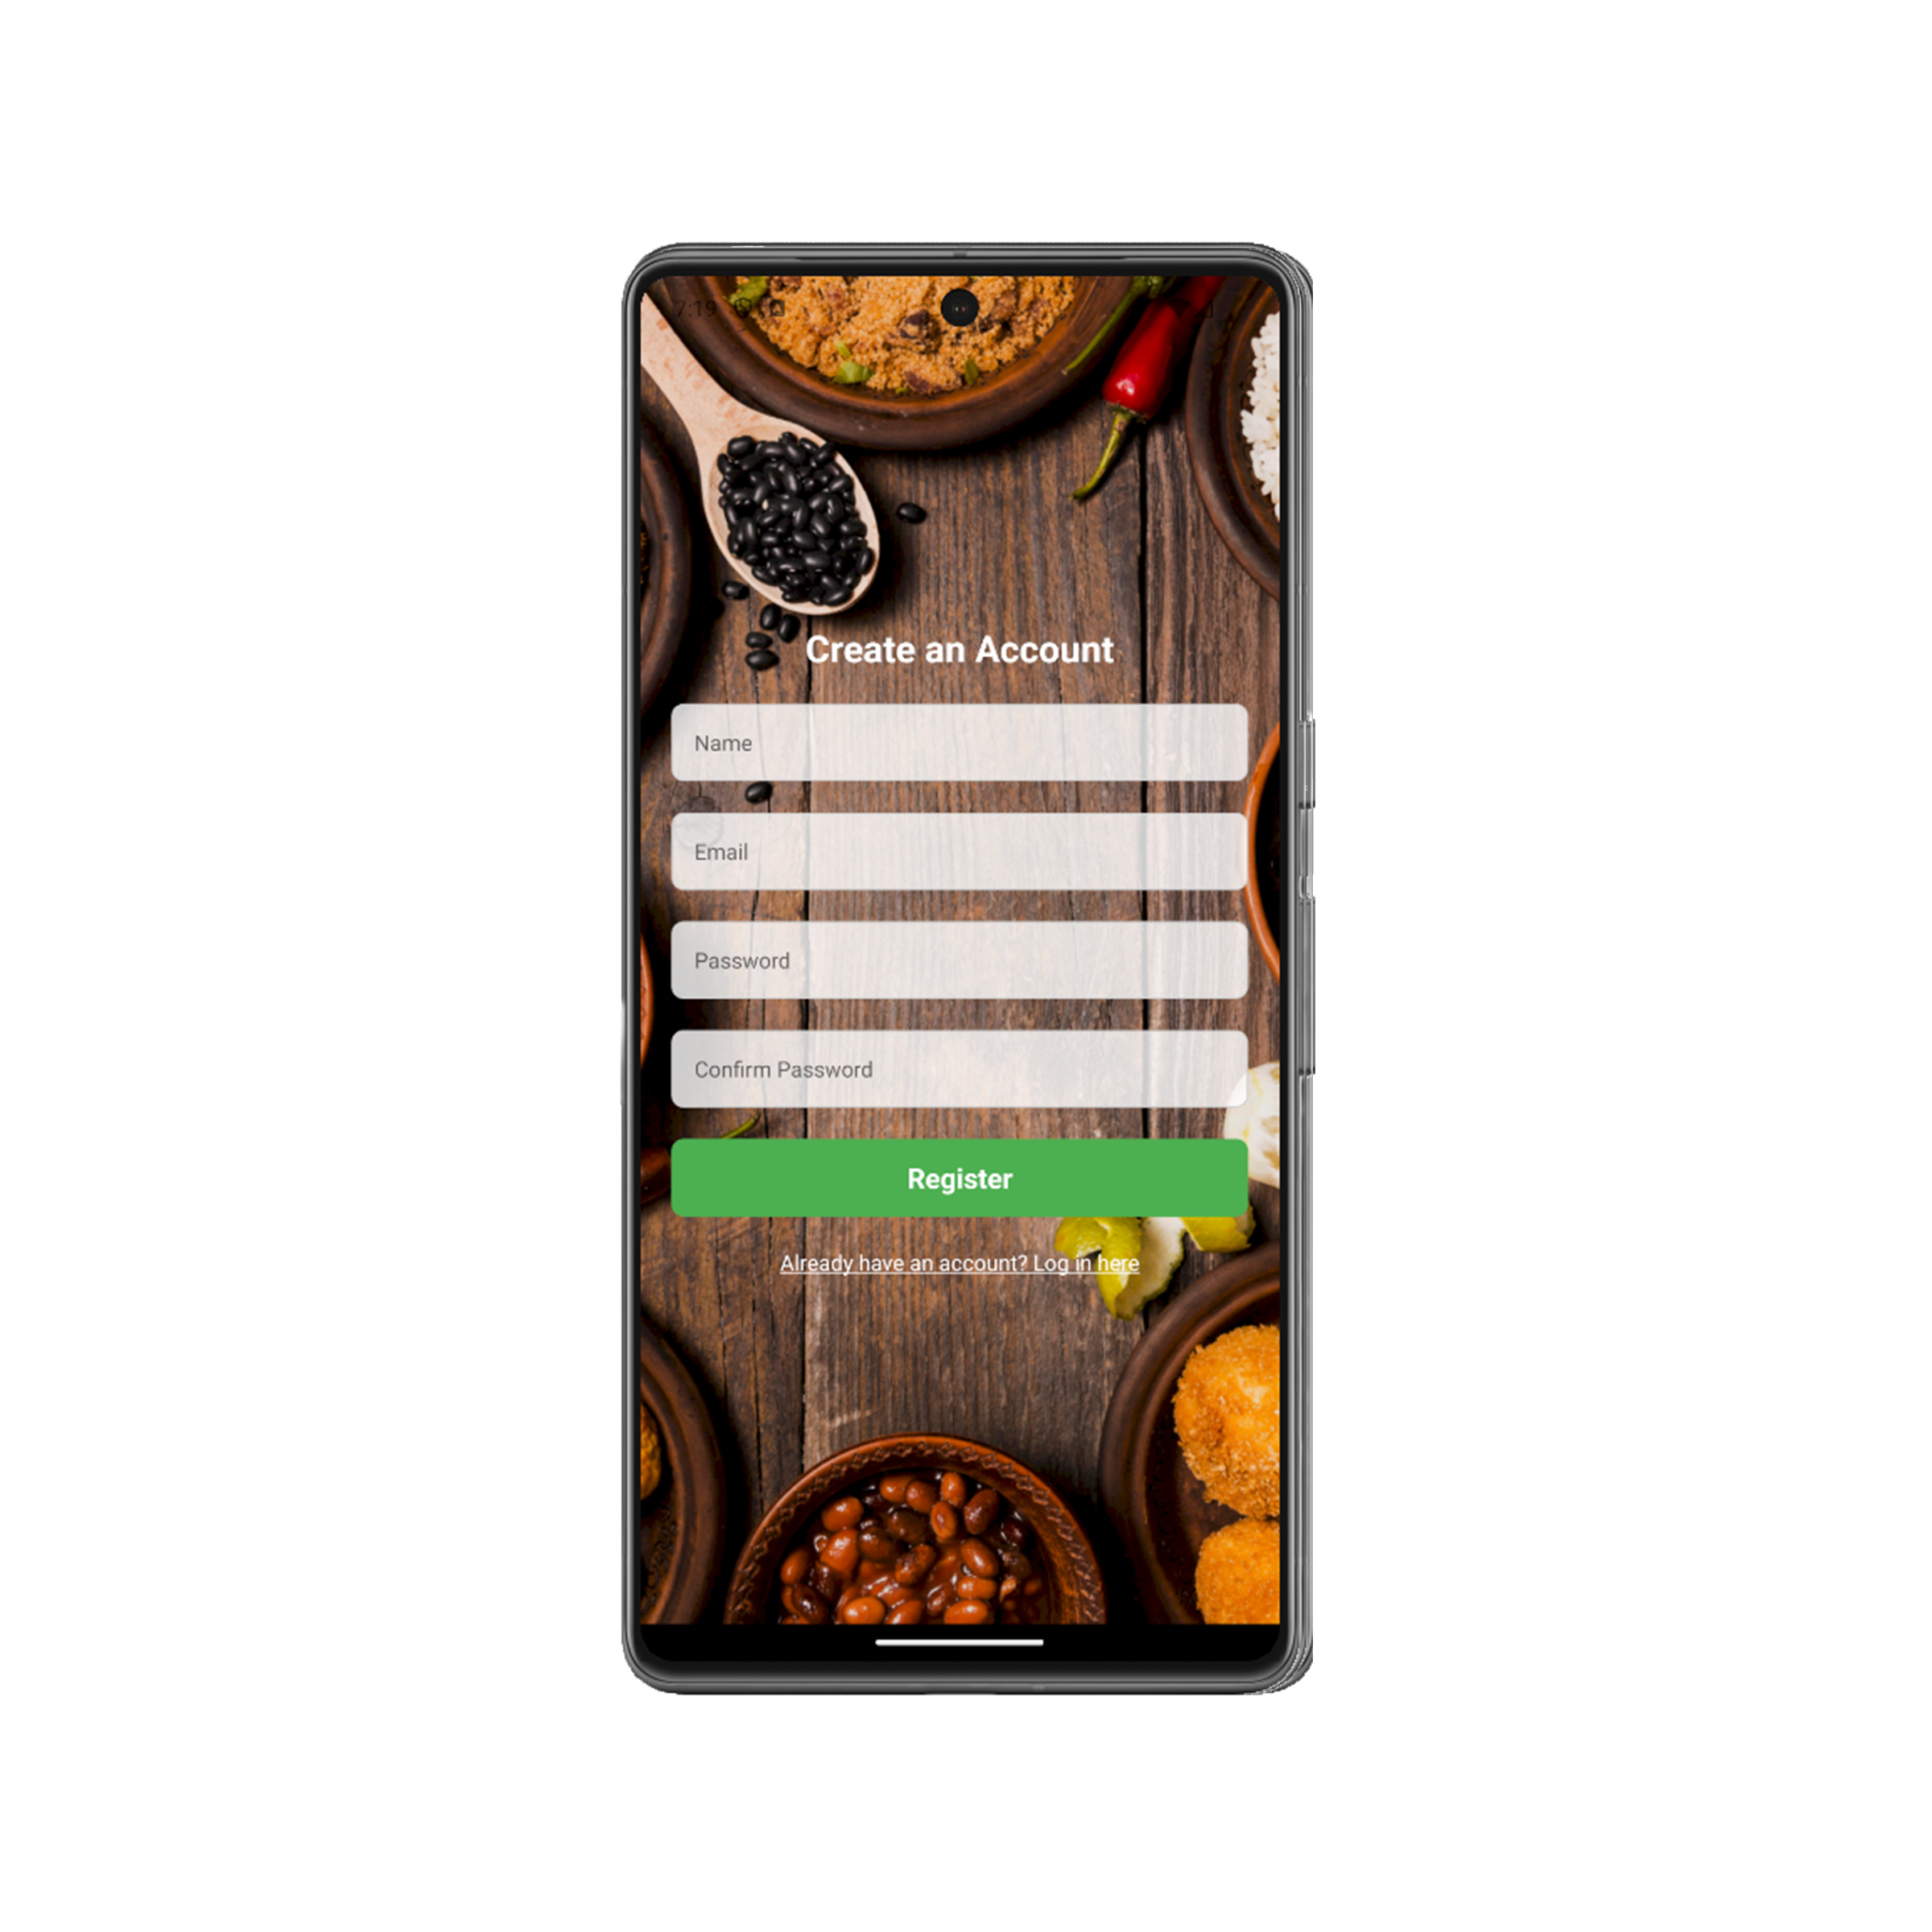 7:19
Create an Account
Name
Email
Password
Confirm Password
Register
Already have an account? Log in here